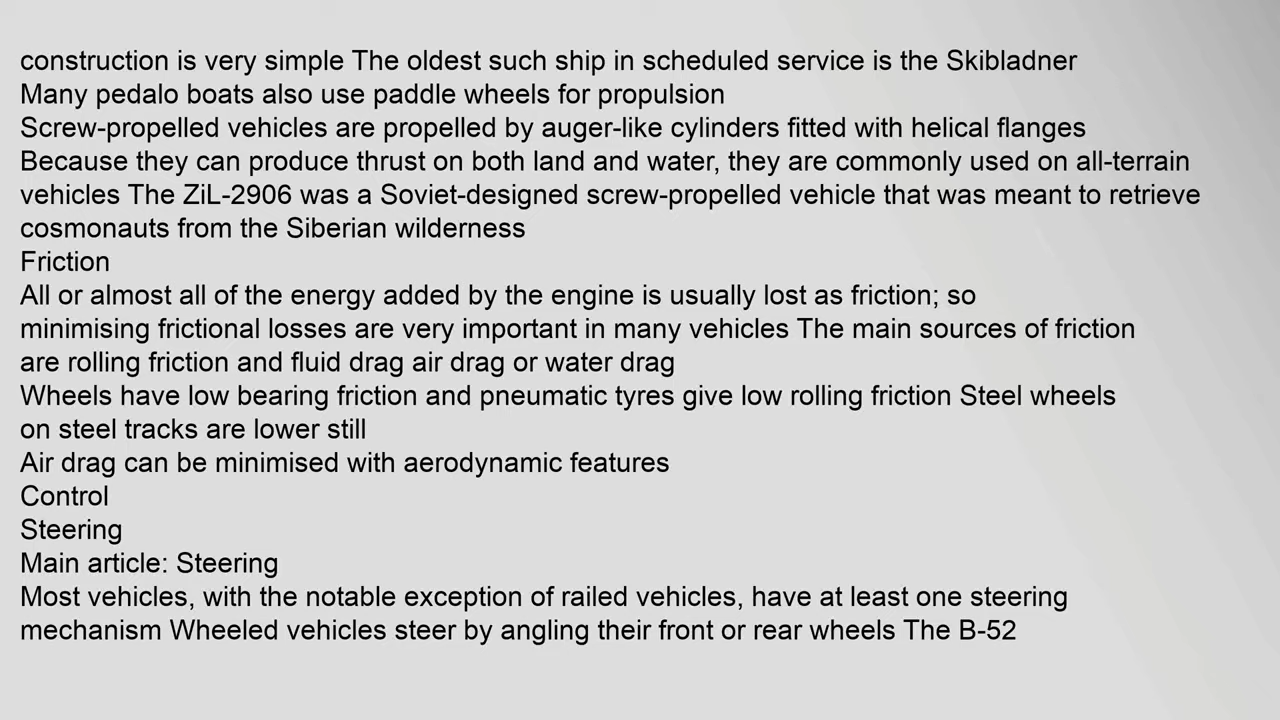 construction is very simple The oldest such ship in scheduled service is the Skibladner
Many pedalo boats also use paddle wheels for propulsion
Screw-propelled vehicles are propelled by auger-like cylinders fitted with helical flanges
Because they can produce thrust on both land and water, they are commonly used on all-terrain
vehicles The ZiL-2906 was a Soviet-designed screw-propelled vehicle that was meant to retrieve
cosmonauts from the Siberian wilderness
Friction
All or almost all of the energy added by the engine is usually lost as friction; so
minimising frictional losses are very important in many vehicles The main sources of friction
are rolling friction and fluid drag air drag or water drag
Wheels have low bearing friction and pneumatic tyres give low rolling friction Steel wheels
on steel tracks are lower still
Air drag can be minimised with aerodynamic features
Control
Steering
Main article: Steering
Most vehicles, with the notable exception of railed vehicles, have at least one steering
mechanism Wheeled vehicles steer by angling their front or rear wheels The B-52